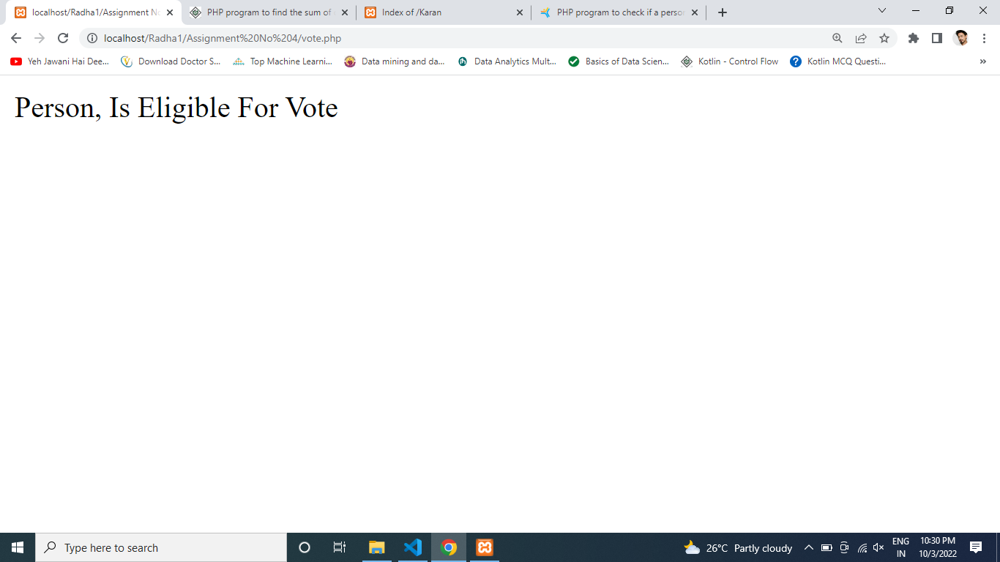 localhost/Radha1/Assignment No
PHP program to find the sum of
Index of /Karan
PHP program to check if a person
localhost/Radha1/Assignment%20No%204/vote.php
Yeh Jawani Hai Dee...
Download Doctor S...
Top Machine Learni...
Data mining and da...
Data Analytics Mult...
Basics of Data Scien...
Kotlin - Control Flow
Kotlin MCQ Questi...
»
Person, Is Eligible For Vote
Type here to search
26°C Partly cloudy
ENG
IN
10:30 PM
10/3/2022